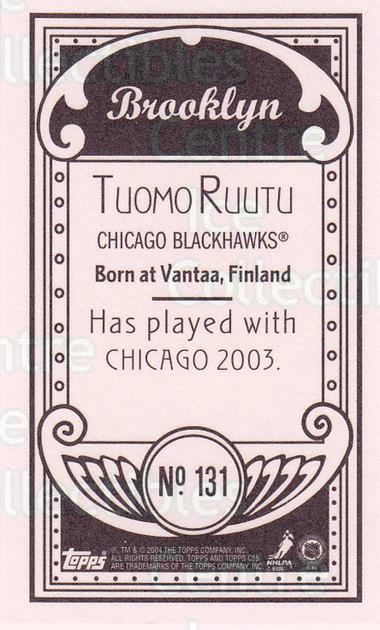 Brooklyn
TUOMO RUUTU
CHICAGO BLACKHAWKS®
Born at Vantaa, Finland
Has played with
CHICAGO 2003.
Nº 131
topps
®, TM & © 2004 THE TOPPS COMPANY, INC.
ALL RIGHTS RESERVED. TOPPS AND TOPPS C55
ARE TRADEMARKS OF THE TOPPS COMPANY, INC.
NHLPA